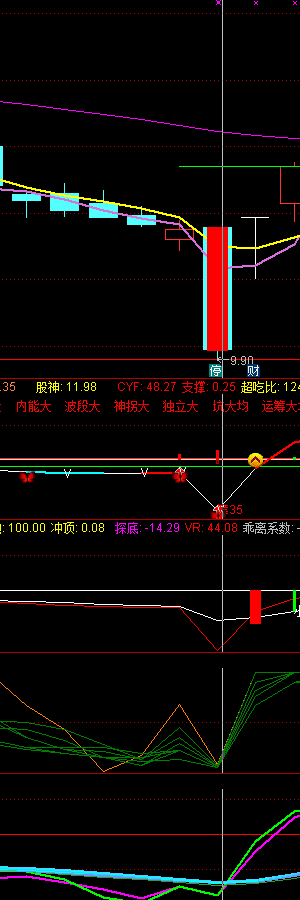 9.90
停 财
.35 股神: 11.98 CYF: 48.27 支撑: 0.25 超吃比: 124
内能大 波段大 神拐大 独立大 坑大均 运筹大
35
: 100.00 冲顶: 0.08 探底: -14.29 VR: 44.08 乖离系数: -